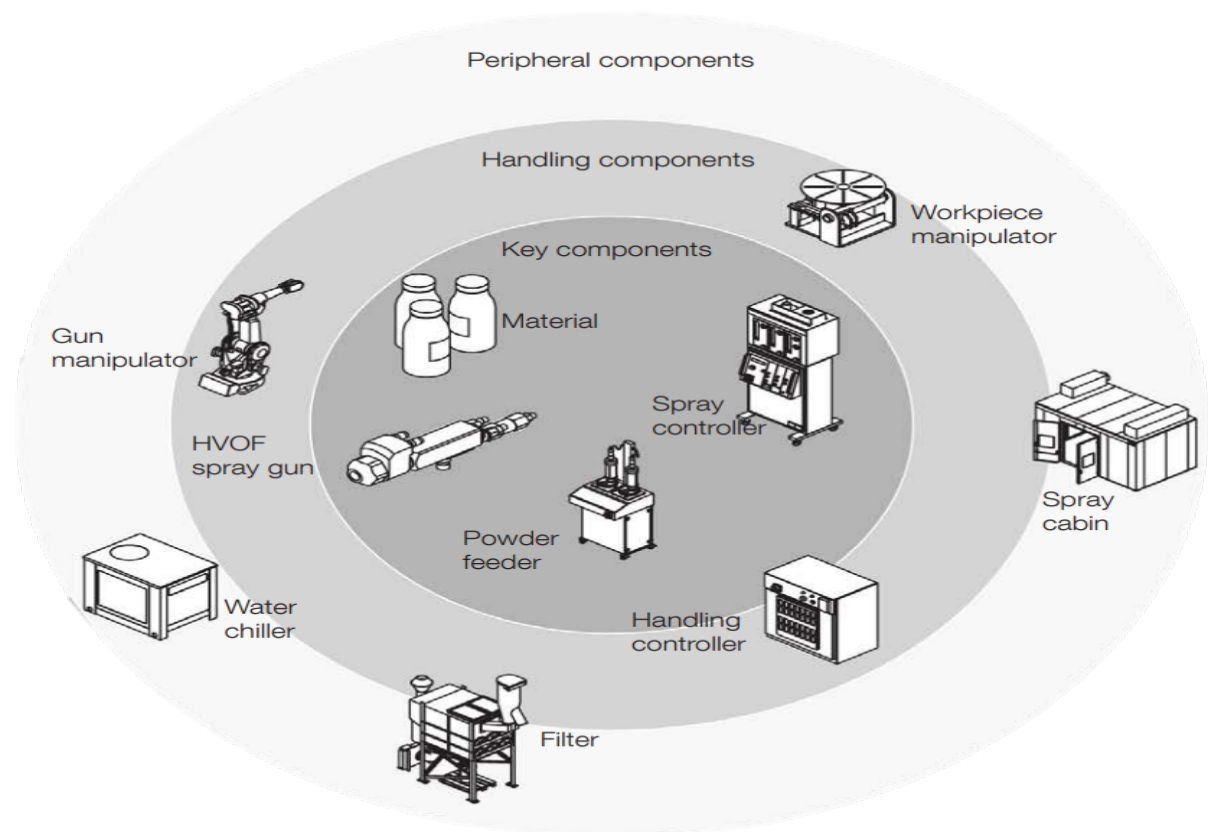 Peripheral components
Handling components
Workpiece
manipulator
Key components
Material
Gun
manipulator
Spray
controller
HVOF
spray gun
Spray
cabin
Powder
feeder
Water
chiller
Handling
controller
Filter